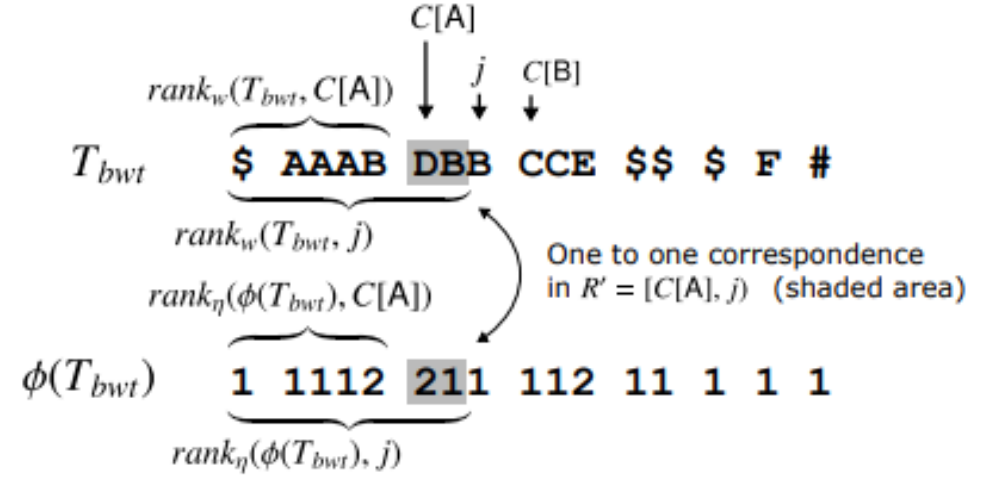 C[A]
j C[B]
rank_w(T_bwt, C[A])
T_bwt $ AAAB DBB CCE $$ $ F #
rank_w(T_bwt, j)
One to one correspondence
in R' = [C[A], j) (shaded area)
rank_η(ϕ(T_bwt), C[A])
ϕ(T_bwt) 1 1112 211 112 11 1 1 1
rank_η(ϕ(T_bwt), j)